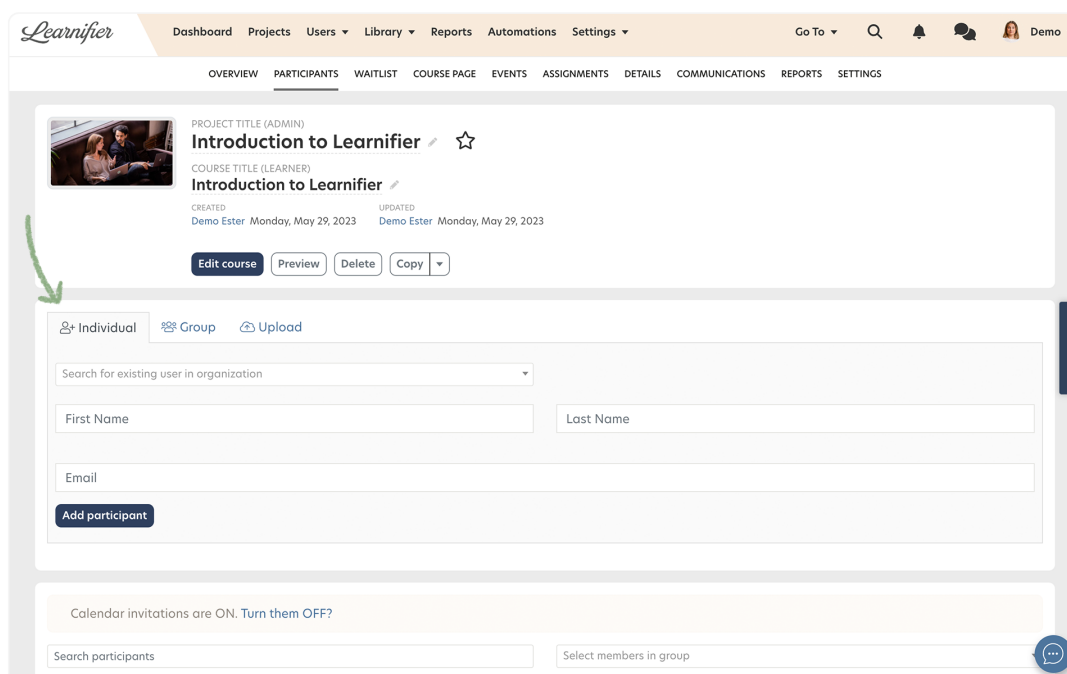 Learnifier Dashboard Projects Users Library Reports Automations Settings Go To Demo
OVERVIEW PARTICIPANTS WAITLIST COURSE PAGE EVENTS ASSIGNMENTS DETAILS COMMUNICATIONS REPORTS SETTINGS
PROJECT TITLE (ADMIN)
Introduction to Learnifier
COURSE TITLE (LEARNER)
Introduction to Learnifier
CREATED UPDATED
Demo Ester Monday, May 29, 2023 Demo Ester Monday, May 29, 2023
Edit course Preview Delete Copy
Individual Group Upload
Search for existing user in organization
First Name Last Name
Email
Add participant
Calendar invitations are ON. Turn them OFF?
Search participants Select members in group